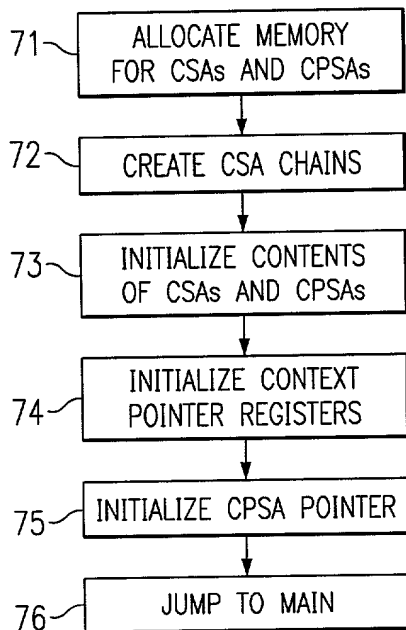 71
ALLOCATE MEMORY
FOR CSAs AND CPSAs
72
CREATE CSA CHAINS
73
INITIALIZE CONTENTS
OF CSAs AND CPSAs
74
INITIALIZE CONTEXT
POINTER REGISTERS
75
INITIALIZE CPSA POINTER
76
JUMP TO MAIN